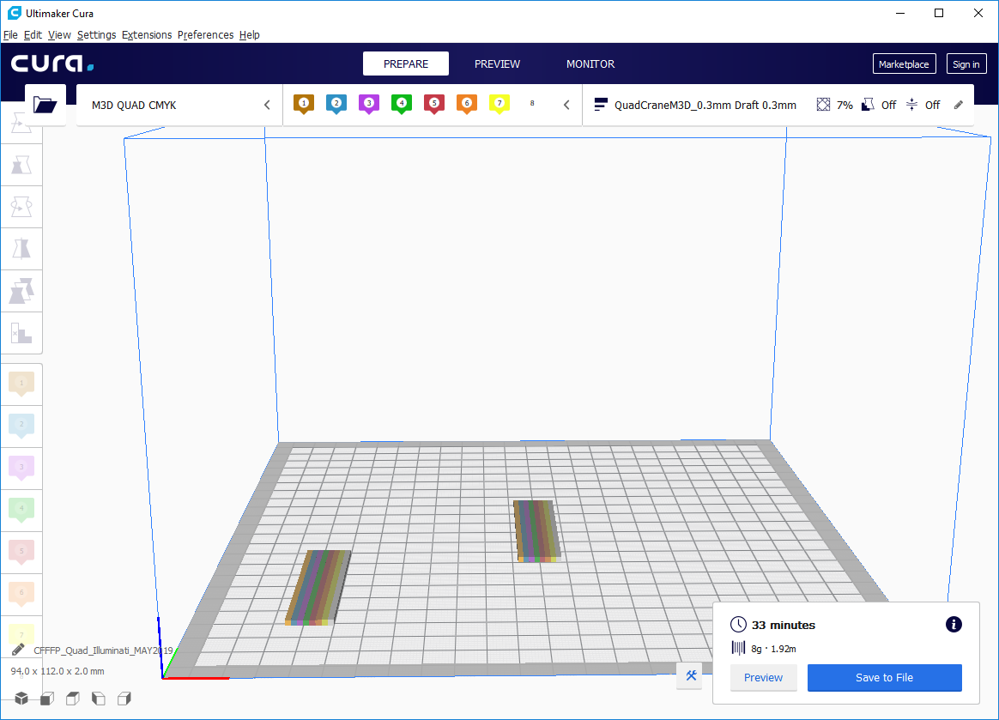 Ultimaker Cura
File Edit View Settings Extensions Preferences Help
cura.
PREPARE PREVIEW MONITOR
Marketplace Sign in
M3D QUAD CMYK
1 2 3 4 5 6 7 8
QuadCraneM3D_0.3mm Draft 0.3mm 7% Off Off
1
2
3
4
5
6
7
33 minutes
8g · 1.92m
CFFFP_Quad_Illuminati_MAY2019
94.0 x 112.0 x 2.0 mm
Preview Save to File